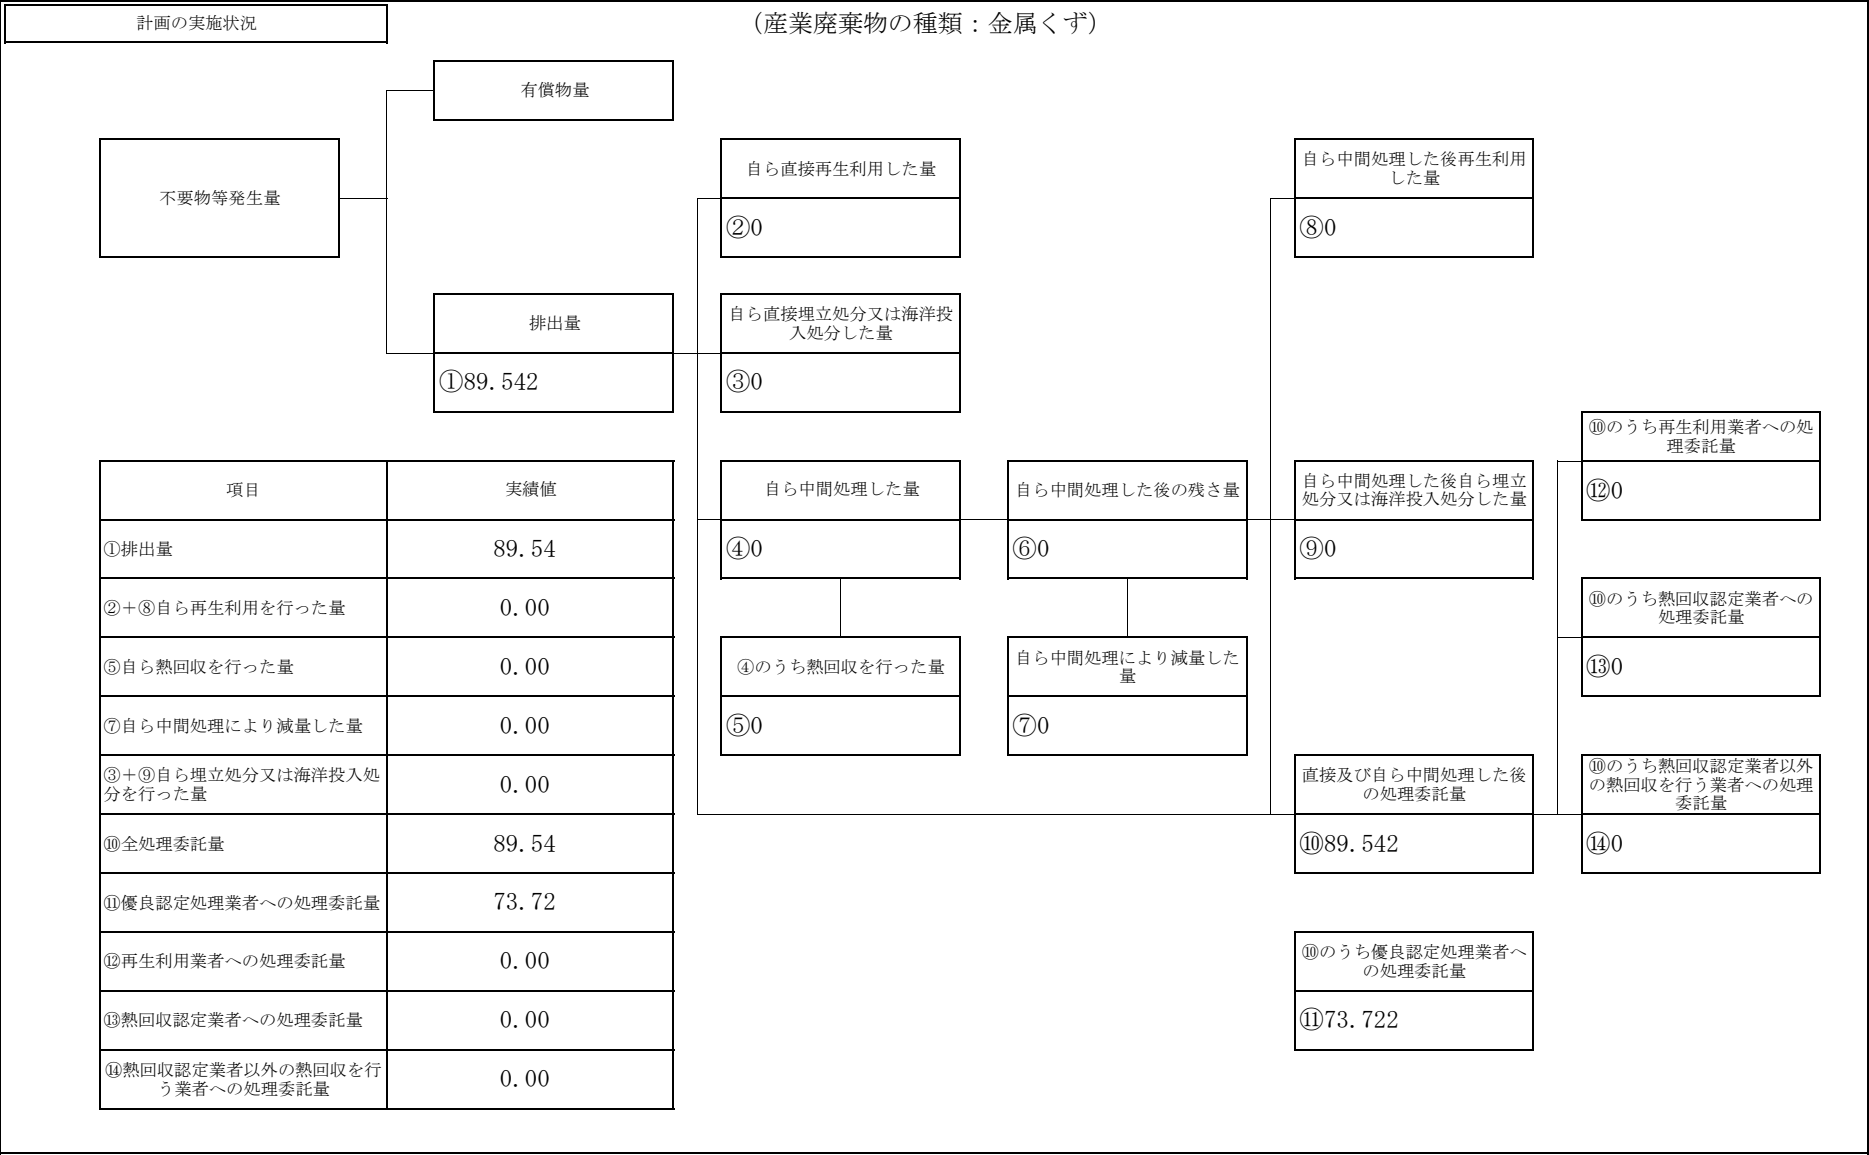 計画の実施状況
（産業廃棄物の種類：金属くず）
有償物量
不要物等発生量
自ら直接再生利用した量
②0
自ら中間処理した後再生利用
した量
⑧0
排出量
①89.542
自ら直接埋立処分又は海洋投
入処分した量
③0
自ら中間処理した量
④0
自ら中間処理した後の残さ量
⑥0
自ら中間処理した後自ら埋立
処分又は海洋投入処分した量
⑨0
⑩のうち再生利用業者への処
理委託量
⑫0
④のうち熱回収を行った量
⑤0
自ら中間処理により減量した
量
⑦0
⑩のうち熱回収認定業者への
処理委託量
⑬0
直接及び自ら中間処理した後
の処理委託量
⑩89.542
⑩のうち熱回収認定業者以外
の熱回収を行う業者への処理
委託量
⑭0
⑩のうち優良認定処理業者へ
の処理委託量
⑪73.722
項目 実績値
①排出量 89.54
②＋⑧自ら再生利用を行った量 0.00
⑤自ら熱回収を行った量 0.00
⑦自ら中間処理により減量した量 0.00
③＋⑨自ら埋立処分又は海洋投入処
分を行った量 0.00
⑩全処理委託量 89.54
⑪優良認定処理業者への処理委託量 73.72
⑫再生利用業者への処理委託量 0.00
⑬熱回収認定業者への処理委託量 0.00
⑭熱回収認定業者以外の熱回収を行
う業者への処理委託量 0.00